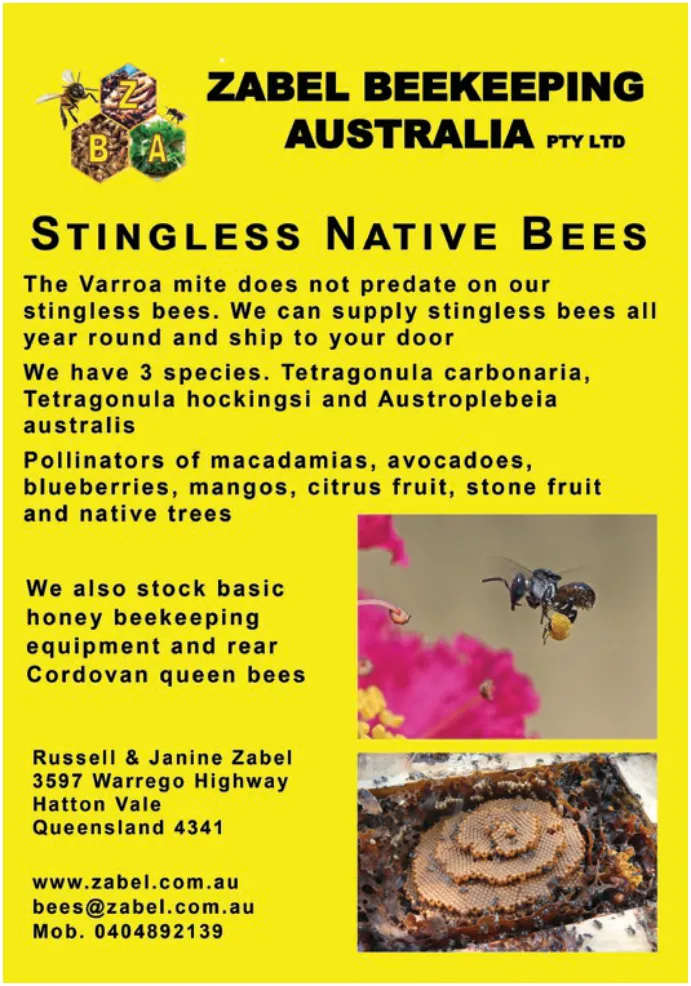 Z
B A
ZABEL BEEKEEPING
AUSTRALIA PTY LTD
STINGLESS NATIVE BEES
The Varroa mite does not predate on our
stingless bees. We can supply stingless bees all
year round and ship to your door
We have 3 species. Tetragonula carbonaria,
Tetragonula hockingsi and Austroplebeia
australis
Pollinators of macadamias, avocadoes,
blueberries, mangos, citrus fruit, stone fruit
and native trees
We also stock basic
honey beekeeping
equipment and rear
Cordovan queen bees
Russell & Janine Zabel
3597 Warrego Highway
Hatton Vale
Queensland 4341
www.zabel.com.au
bees@zabel.com.au
Mob. 0404892139